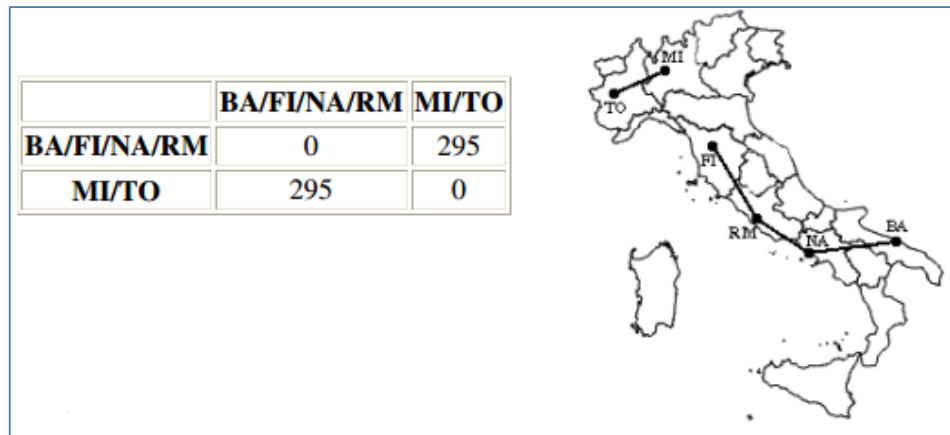 BA/FI/NA/RM MI/TO
BA/FI/NA/RM 0 295
MI/TO 295 0
MI
TO
FI
RM
NA
BA